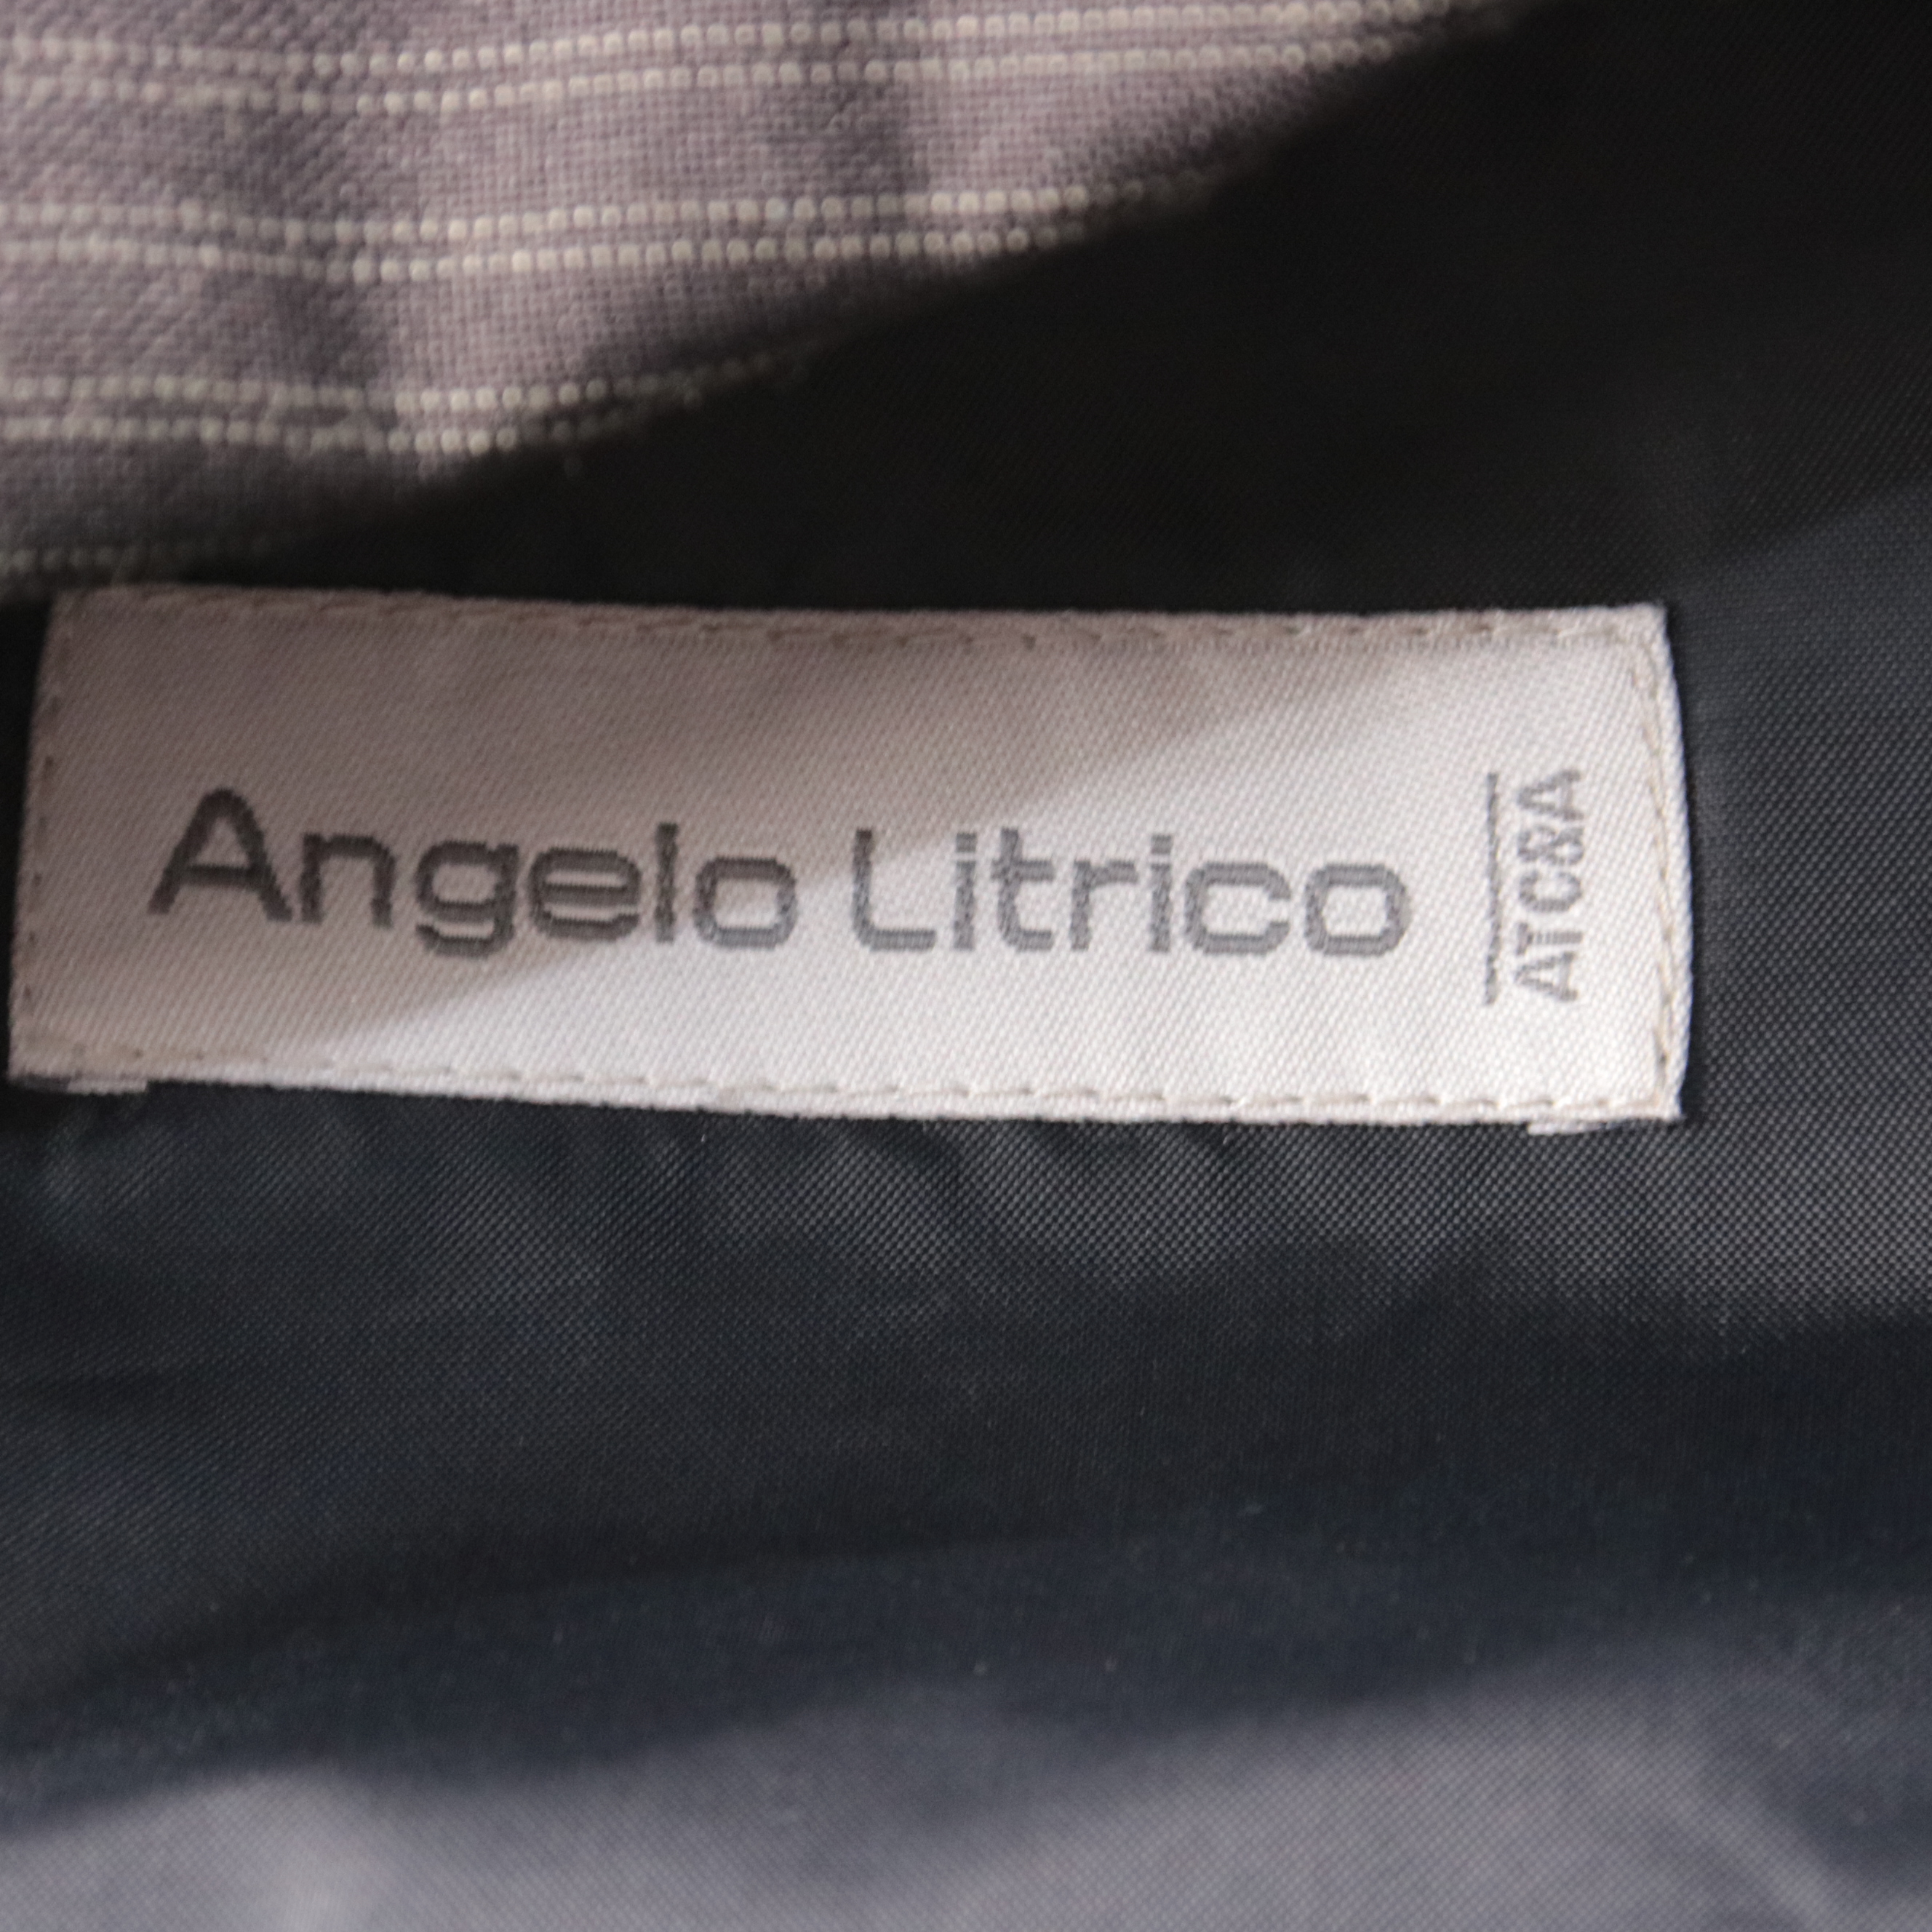 Angelo Litrico
AT C&A